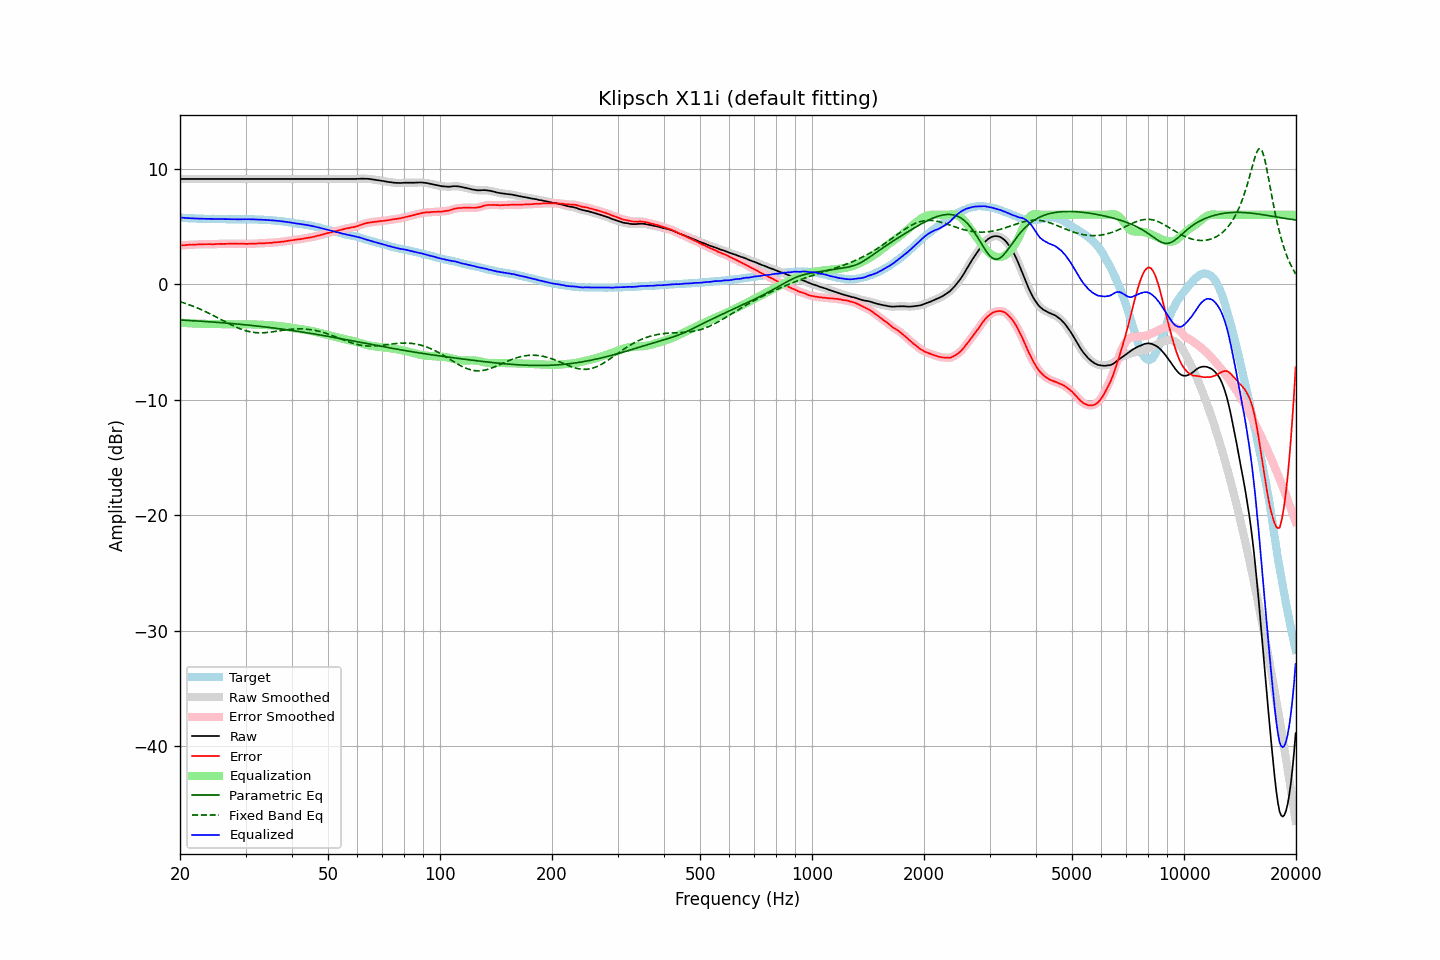 Klipsch X11i (default fitting)
10
0
−10
−20
−30
−40
Amplitude (dBr)
Target
Raw Smoothed
Error Smoothed
Raw
Error
Equalization
Parametric Eq
Fixed Band Eq
Equalized
20
50
100
200
500
1000
2000
5000
10000
20000
Frequency (Hz)